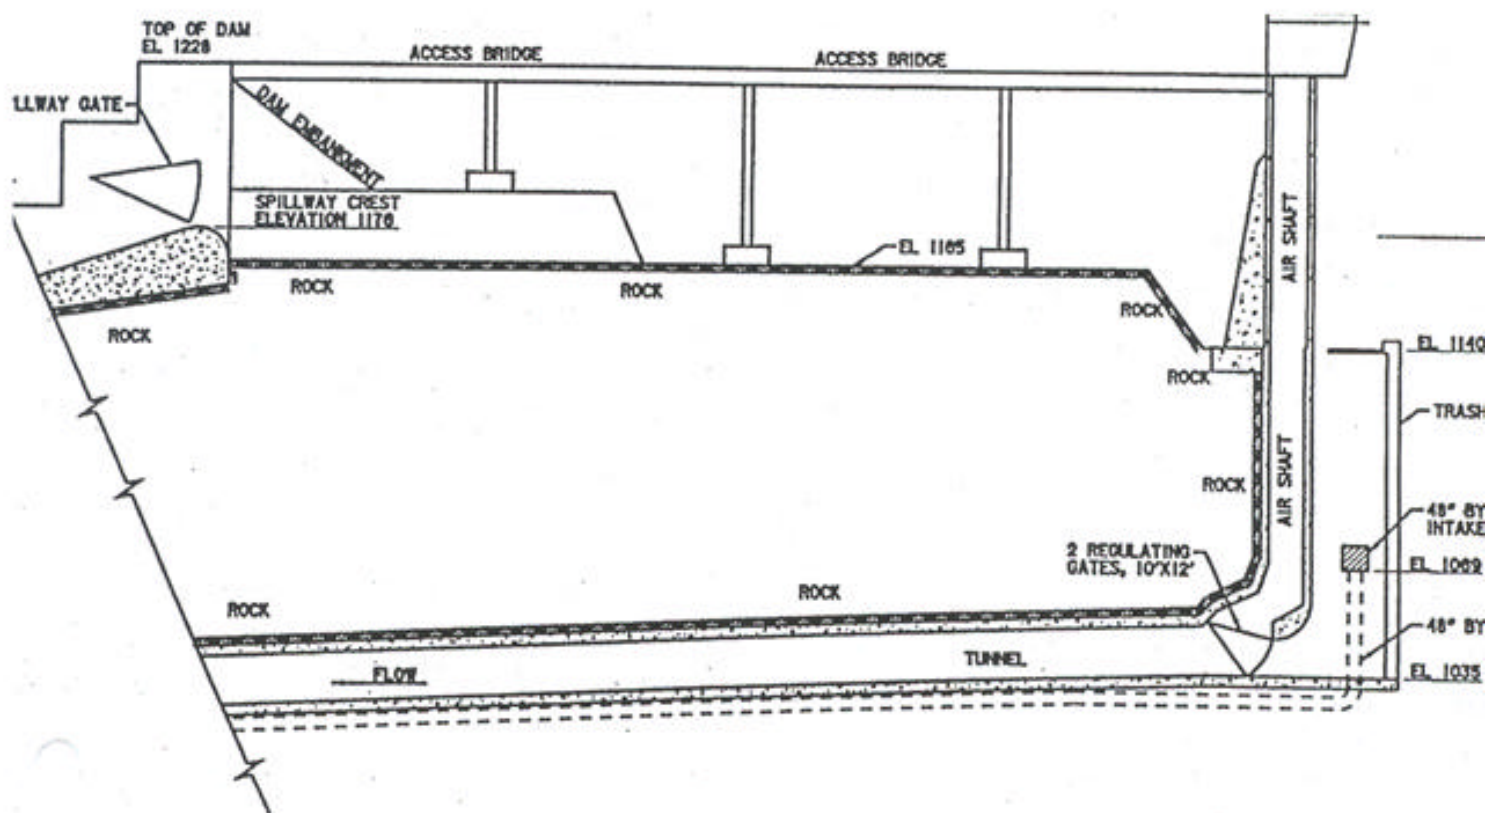 TOP OF DAM
EL 1228
ACCESS BRIDGE
ACCESS BRIDGE
LLWAY GATE
DAM EMBANKMENT
SPILLWAY CREST
ELEVATION 1176
EL 1165
AIR SHAFT
ROCK
ROCK
ROCK
ROCK
ROCK
EL 1140
ROCK
TRASH
AIR SHAFT
ROCK
48" BY
INTAKE
2 REGULATING
GATES, 10'X12'
EL 1069
ROCK
ROCK
48" BY
TUNNEL
FLOW
EL 1035